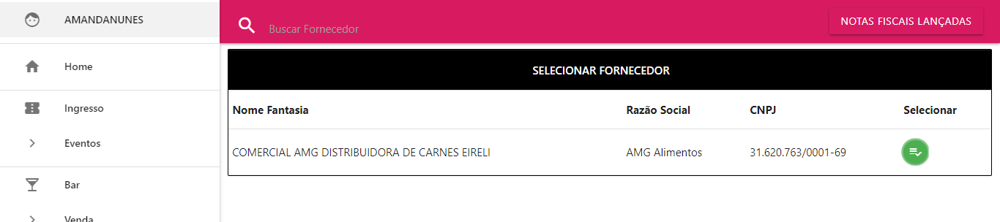 AMANDANUNES
Home
Ingresso
Eventos
Bar
Venda
Buscar Fornecedor
NOTAS FISCAIS LANÇADAS
SELECIONAR FORNECEDOR
Nome Fantasia Razão Social CNPJ Selecionar
COMERCIAL AMG DISTRIBUIDORA DE CARNES EIRELI AMG Alimentos 31.620.763/0001-69